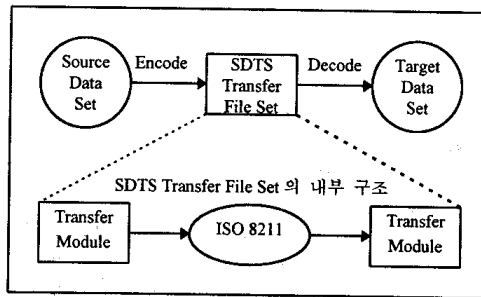 Source
Data
Set
Encode
SDTS
Transfer
File Set
Decode
Target
Data
Set
SDTS Transfer File Set 의 내부 구조
Transfer
Module
ISO 8211
Transfer
Module